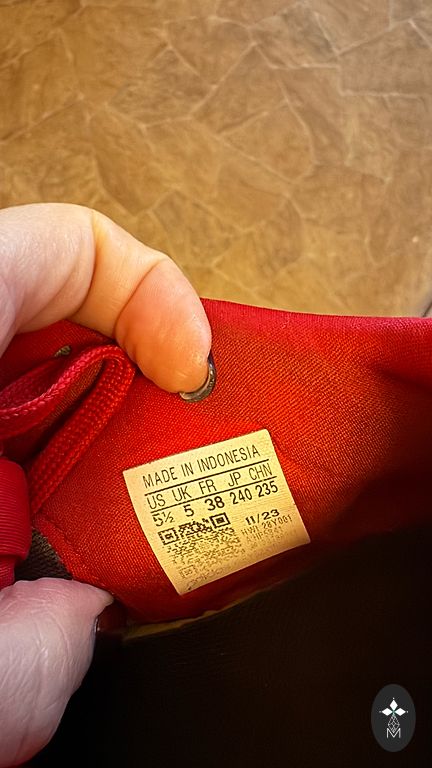 MADE IN INDONESIA
US UK FR JP CHN
5½ 5 38 240 235
11/23